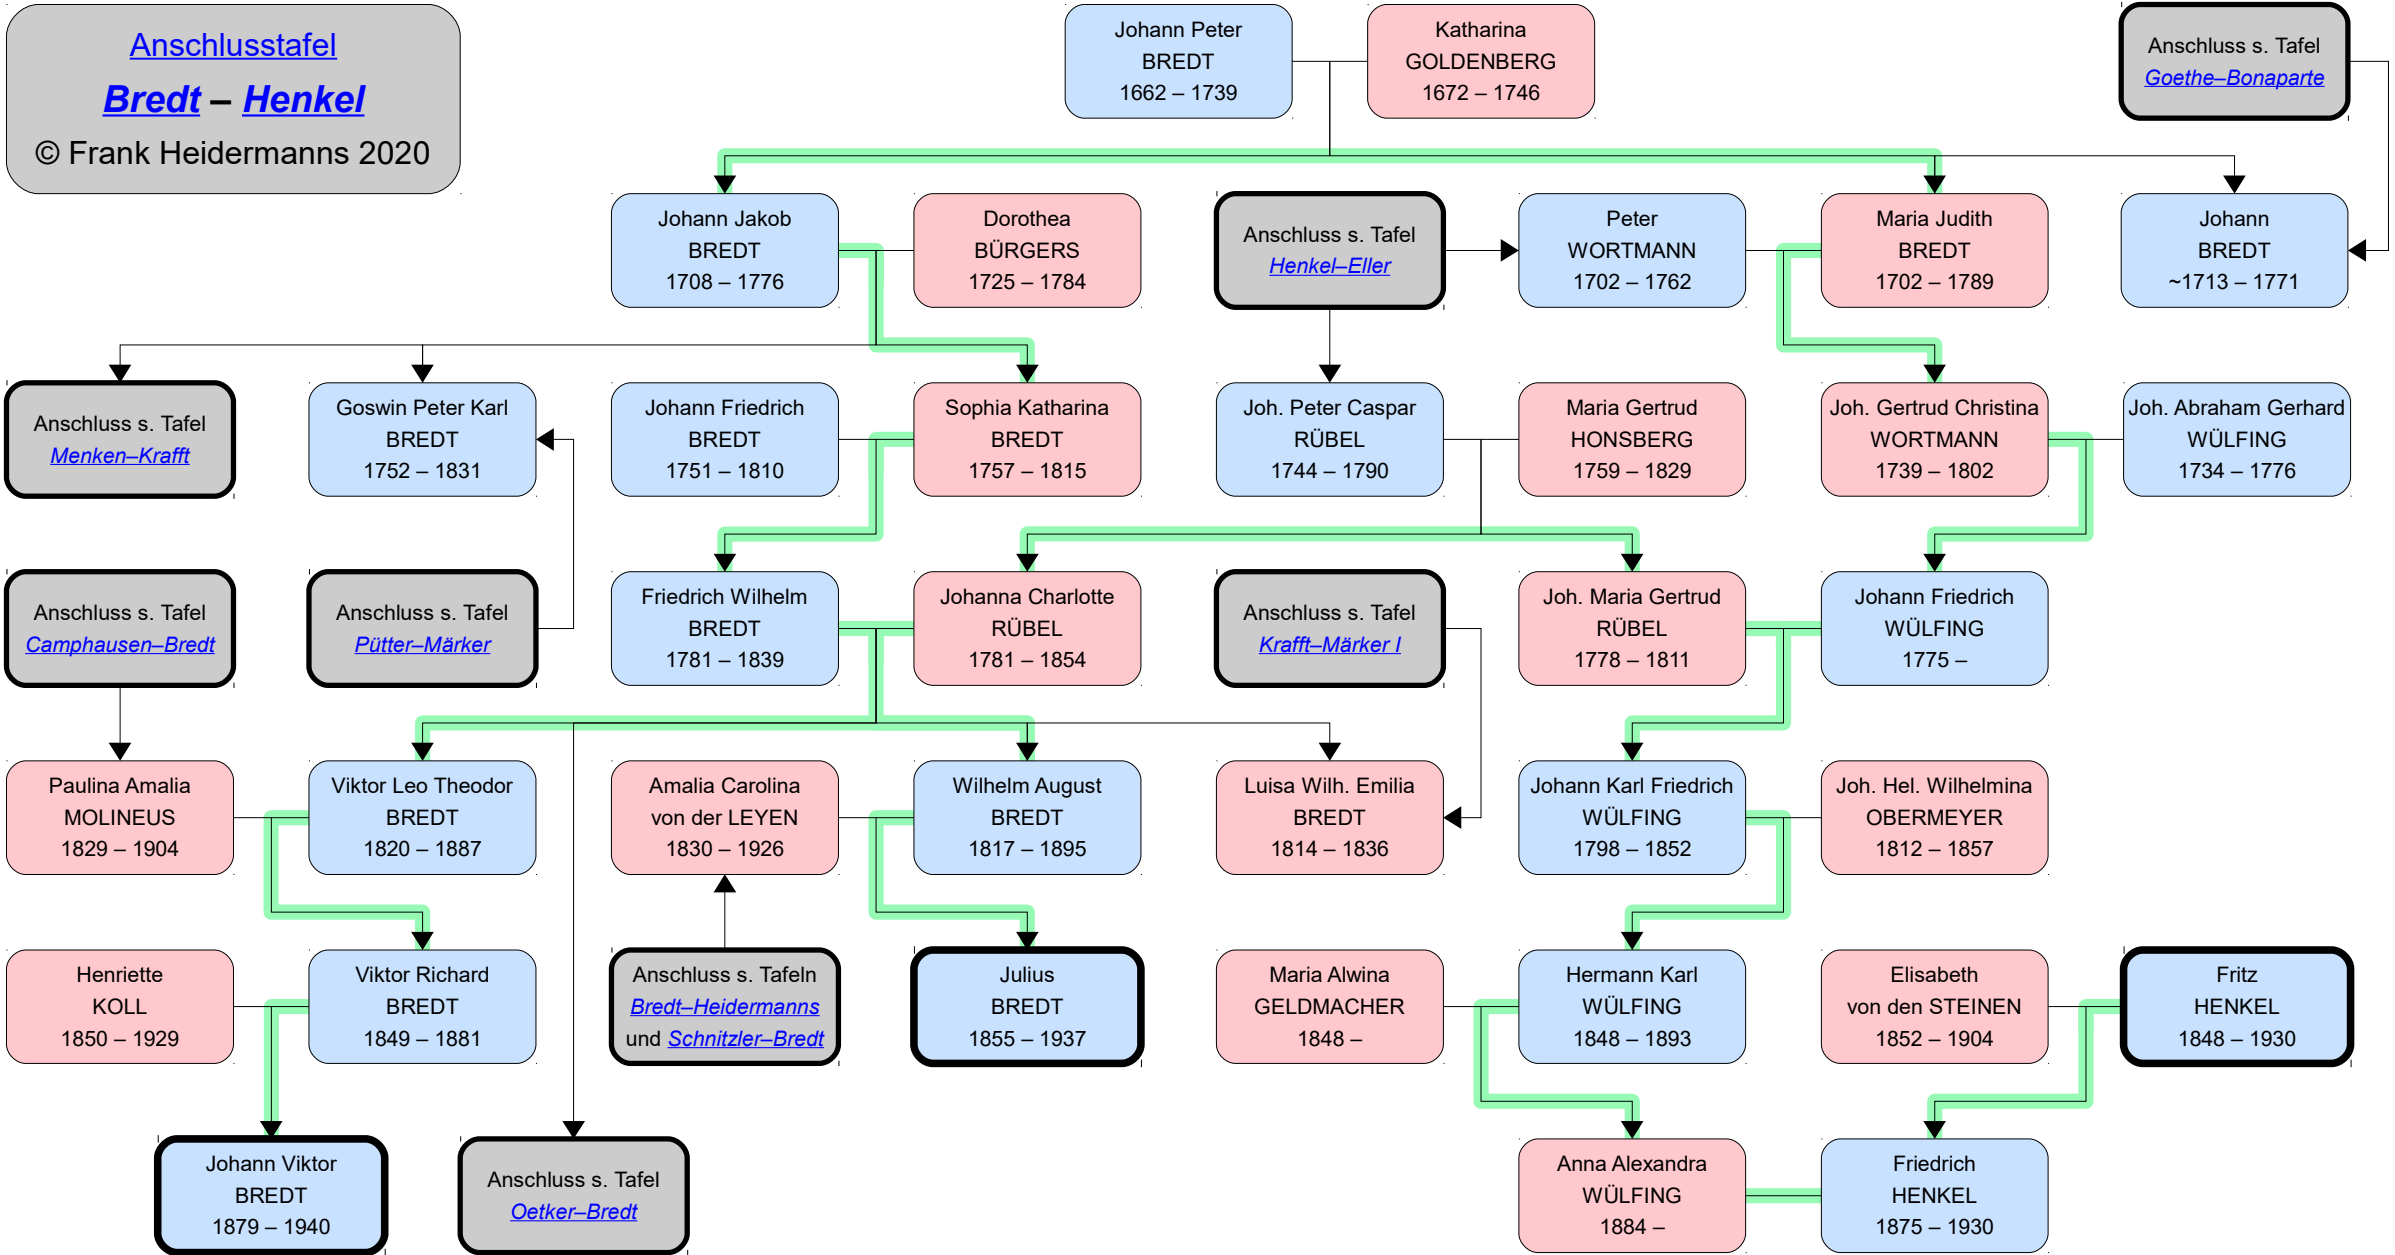 Anschlusstafel
Bredt – Henkel
© Frank Heidermanns 2020
Johann Peter
BREDT
1662 – 1739
Katharina
GOLDENBERG
1672 – 1746
Anschluss s. Tafel
Goethe–Bonaparte
Johann Jakob
BREDT
1708 – 1776
Dorothea
BÜRGERS
1725 – 1784
Anschluss s. Tafel
Henkel–Eller
Peter
WORTMANN
1702 – 1762
Maria Judith
BREDT
1702 – 1789
Johann
BREDT
~1713 – 1771
Anschluss s. Tafel
Menken–Krafft
Goswin Peter Karl
BREDT
1752 – 1831
Johann Friedrich
BREDT
1751 – 1810
Sophia Katharina
BREDT
1757 – 1815
Joh. Peter Caspar
RÜBEL
1744 – 1790
Maria Gertrud
HONSBERG
1759 – 1829
Joh. Gertrud Christina
WORTMANN
1739 – 1802
Joh. Abraham Gerhard
WÜLFING
1734 – 1776
Anschluss s. Tafel
Camphausen–Bredt
Anschluss s. Tafel
Pütter–Märker
Friedrich Wilhelm
BREDT
1781 – 1839
Johanna Charlotte
RÜBEL
1781 – 1854
Anschluss s. Tafel
Krafft–Märker I
Joh. Maria Gertrud
RÜBEL
1778 – 1811
Johann Friedrich
WÜLFING
1775 –
Paulina Amalia
MOLINEUS
1829 – 1904
Viktor Leo Theodor
BREDT
1820 – 1887
Amalia Carolina
von der LEYEN
1830 – 1926
Wilhelm August
BREDT
1817 – 1895
Luisa Wilh. Emilia
BREDT
1814 – 1836
Johann Karl Friedrich
WÜLFING
1798 – 1852
Joh. Hel. Wilhelmina
OBERMEYER
1812 – 1857
Henriette
KOLL
1850 – 1929
Viktor Richard
BREDT
1849 – 1881
Anschluss s. Tafeln
Bredt–Heidermanns
und Schnitzler–Bredt
Julius
BREDT
1855 – 1937
Maria Alwina
GELDMACHER
1848 –
Hermann Karl
WÜLFING
1848 – 1893
Elisabeth
von den STEINEN
1852 – 1904
Fritz
HENKEL
1848 – 1930
Johann Viktor
BREDT
1879 – 1940
Anschluss s. Tafel
Oetker–Bredt
Anna Alexandra
WÜLFING
1884 –
Friedrich
HENKEL
1875 – 1930